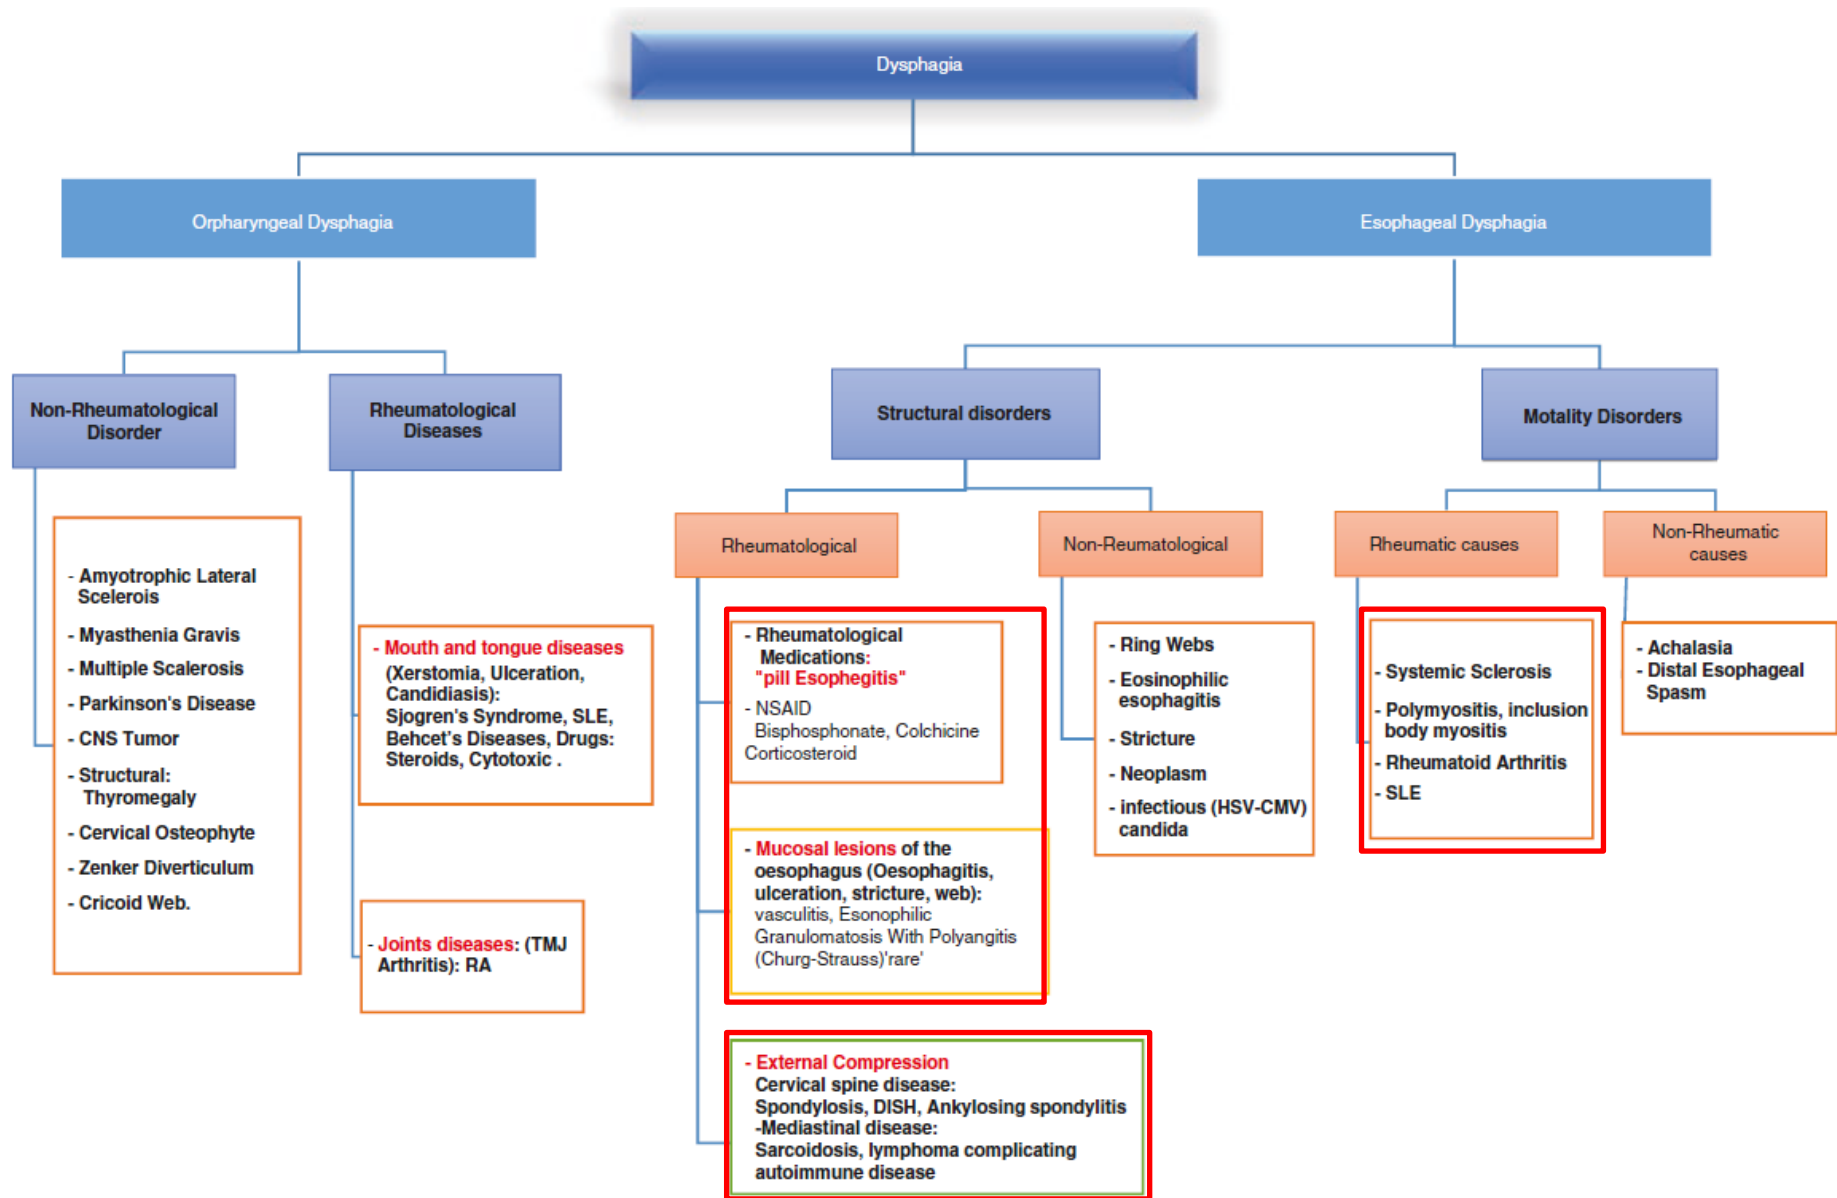 Dysphagia
Orpharyngeal Dysphagia
Esophageal Dysphagia
Non-Rheumatological
Disorder
Rheumatological
Diseases
Structural disorders
Motality Disorders
Rheumatological
Non-Reumatological
Rheumatic causes
Non-Rheumatic
causes
- Amyotrophic Lateral
Scelerois
- Myasthenia Gravis
- Multiple Scalerosis
- Parkinson's Disease
- CNS Tumor
- Structural:
Thyromegaly
- Cervical Osteophyte
- Zenker Diverticulum
- Cricoid Web.
- Mouth and tongue diseases
(Xerstomia, Ulceration,
Candidiasis):
Sjogren's Syndrome, SLE,
Behcet's Diseases, Drugs:
Steroids, Cytotoxic .
- Joints diseases: (TMJ
Arthritis): RA
- Rheumatological
Medications:
"pill Esophegitis"
- NSAID
Bisphosphonate, Colchicine
Corticosteroid
- Mucosal lesions of the
oesophagus (Oesophagitis,
ulceration, stricture, web):
vasculitis, Esonophilic
Granulomatosis With Polyangitis
(Churg-Strauss)'rare'
- External Compression
Cervical spine disease:
Spondylosis, DISH, Ankylosing spondylitis
-Mediastinal disease:
Sarcoidosis, lymphoma complicating
autoimmune disease
- Ring Webs
- Eosinophilic
esophagitis
- Stricture
- Neoplasm
- infectious (HSV-CMV)
candida
- Systemic Sclerosis
- Polymyositis, inclusion
body myositis
- Rheumatoid Arthritis
- SLE
- Achalasia
- Distal Esophageal
Spasm